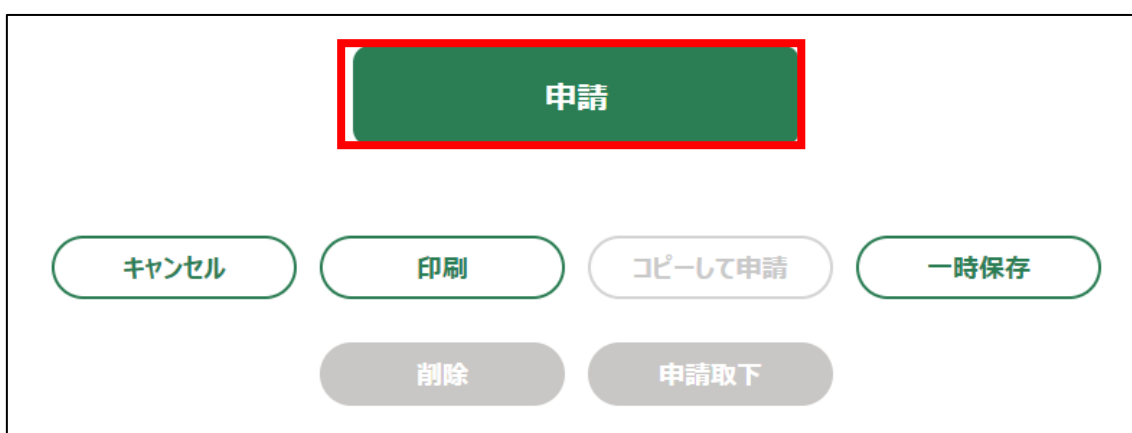 申請
キャンセル
印刷
コピーして申請
一時保存
削除
申請取下